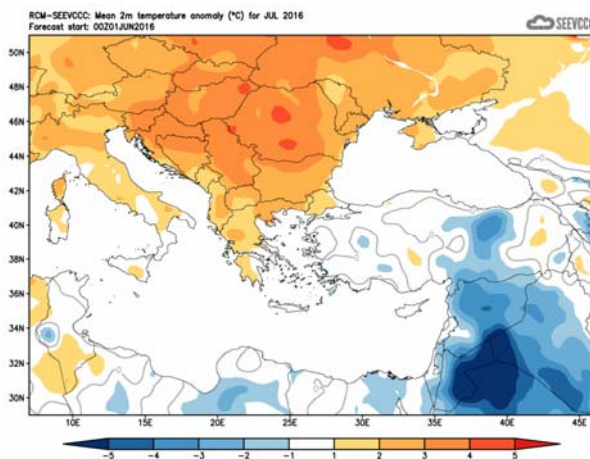 RCM-SEEVCCC: Mean 2m temperature anomaly (°C) for JUL 2016
Forecast start: 00Z01JUN2016
SEEVCCC
50N
48N
46N
44N
42N
40N
38N
36N
34N
32N
30N
10E 15E 20E 25E 30E 35E 40E 45E
-5 -4 -3 -2 -1 1 2 3 4 5